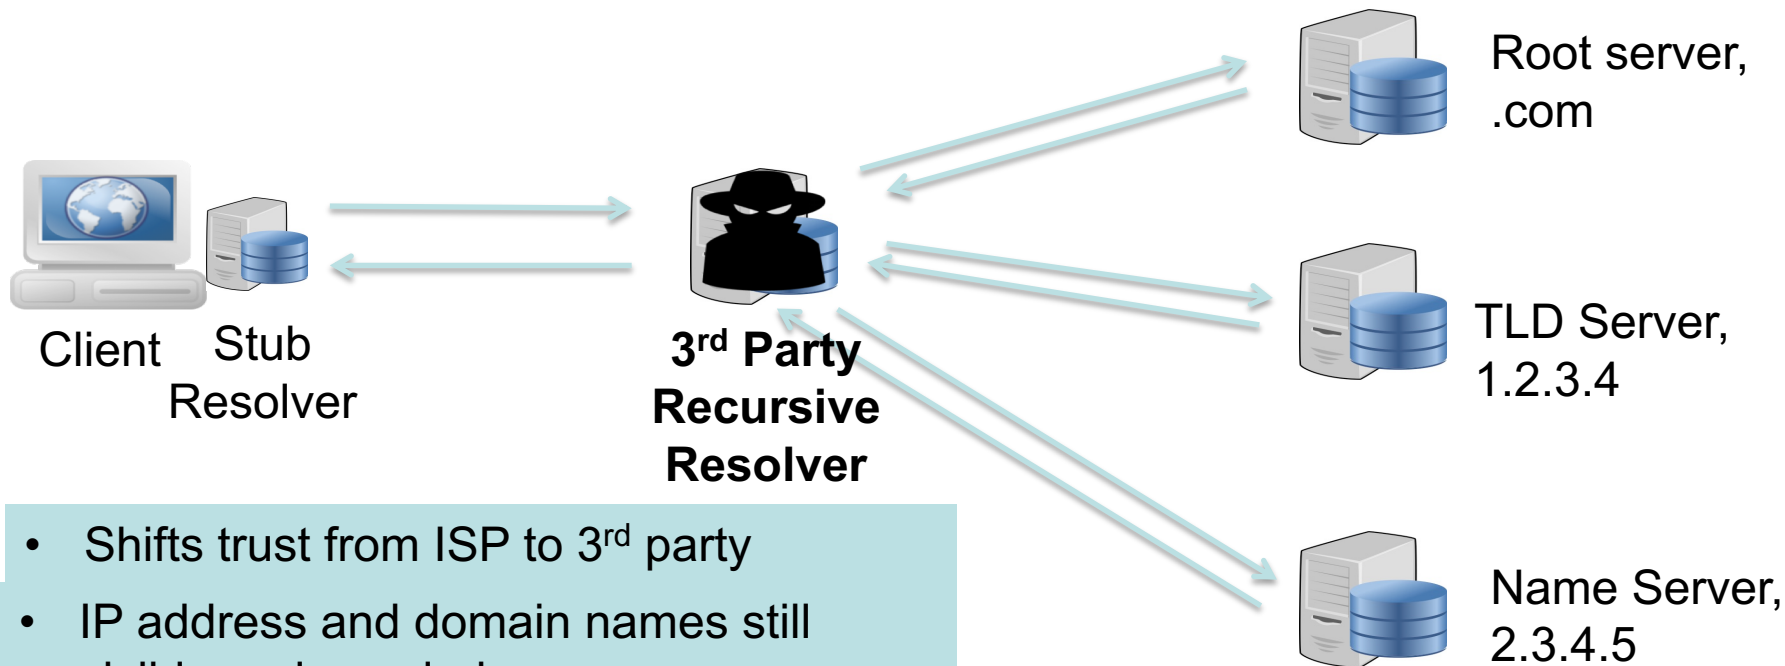 Root server,
.com
Client
Stub
Resolver
3rd Party
Recursive
Resolver
TLD Server,
1.2.3.4
• Shifts trust from ISP to 3rd party
• IP address and domain names still
Name Server,
2.3.4.5